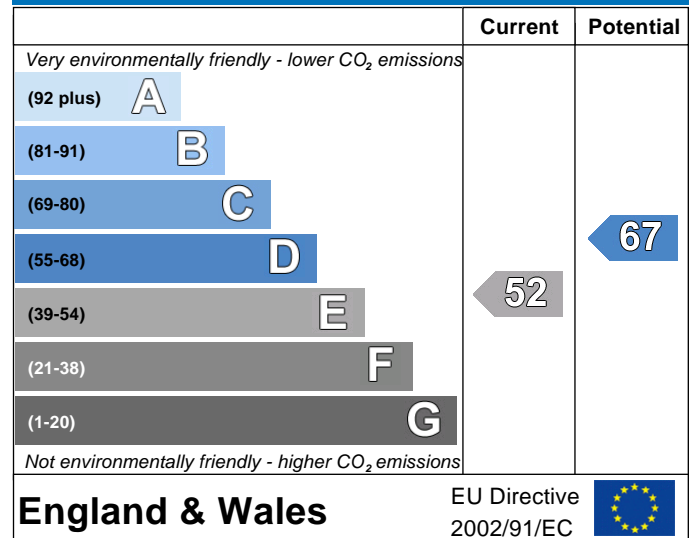 Current Potential
Very environmentally friendly - lower CO₂ emissions
(92 plus) A
(81-91) B
(69-80) C
(55-68) D
(39-54) E
(21-38) F
(1-20) G
52
67
Not environmentally friendly - higher CO₂ emissions
England & Wales
EU Directive
2002/91/EC